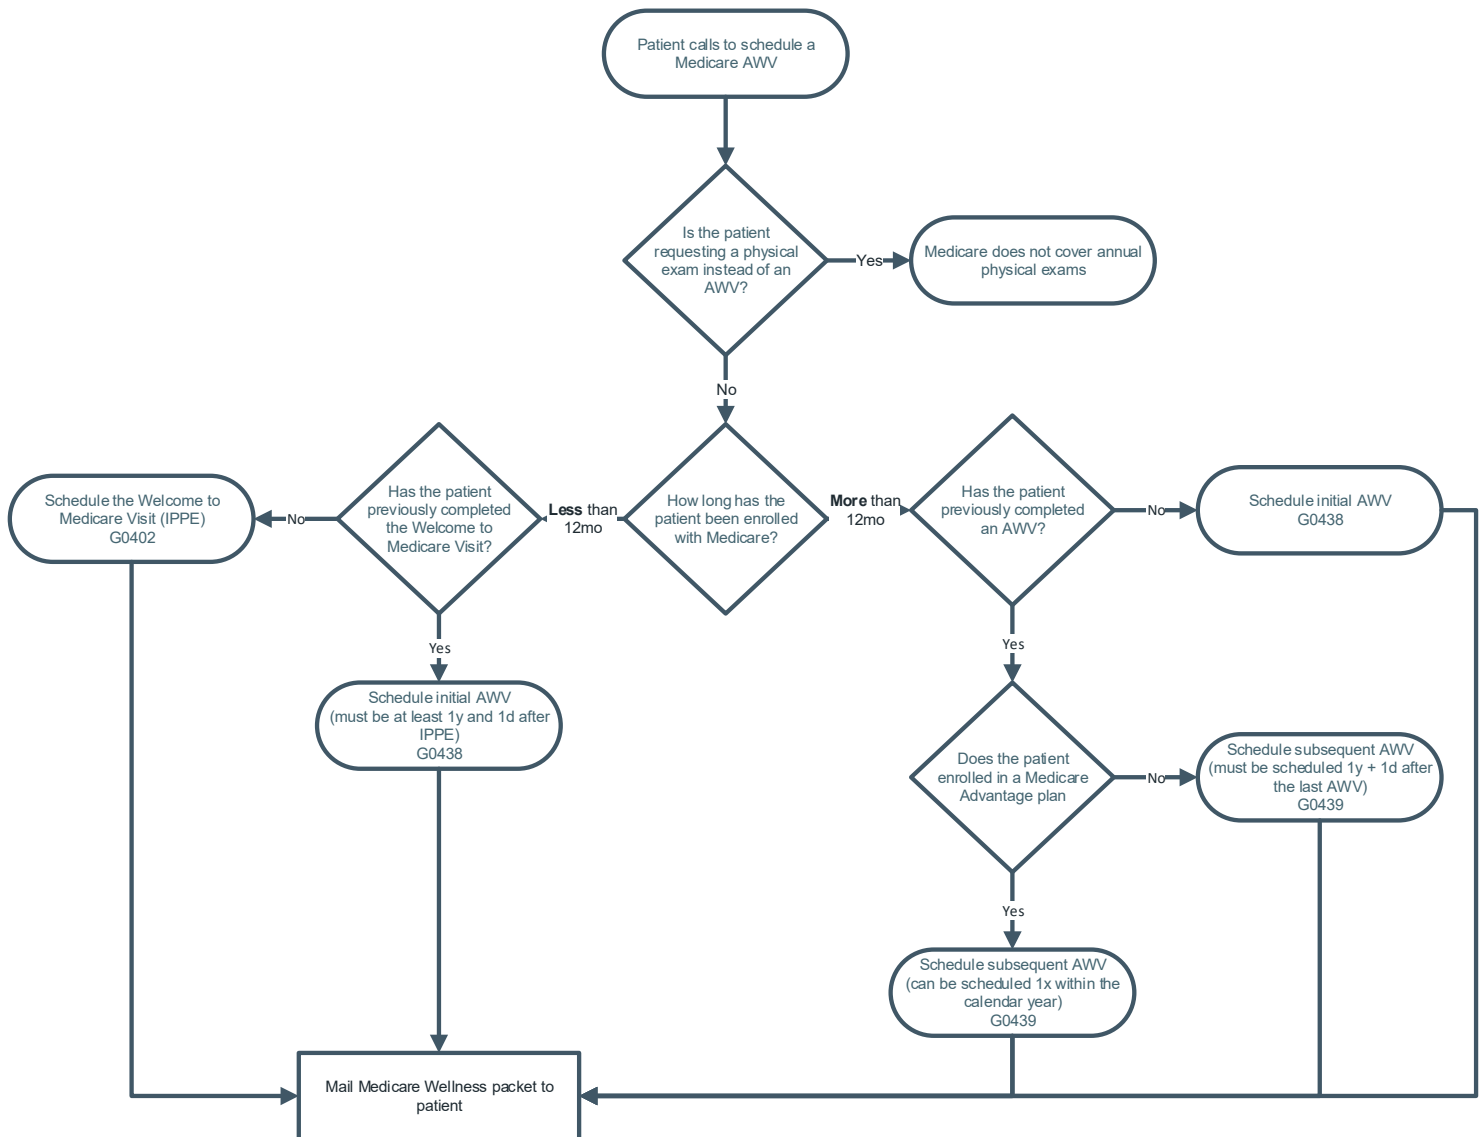 Patient calls to schedule a
Medicare AWV
Is the patient
requesting a physical
exam instead of an
AWV?
Yes
Medicare does not cover annual
physical exams
No
Schedule the Welcome to
Medicare Visit (IPPE)
G0402
No
Has the patient
previously completed
the Welcome to
Medicare Visit?
Less than
12mo
How long has the
patient been enrolled
with Medicare?
More than
12mo
Has the patient
previously completed
an AWV?
No
Schedule initial AWV
G0438
Yes
Schedule initial AWV
(must be at least 1y and 1d after
IPPE)
G0438
Yes
Does the patient
enrolled in a Medicare
Advantage plan
No
Schedule subsequent AWV
(must be scheduled 1y + 1d after
the last AWV)
G0439
Yes
Schedule subsequent AWV
(can be scheduled 1x within the
calendar year)
G0439
Mail Medicare Wellness packet to
patient